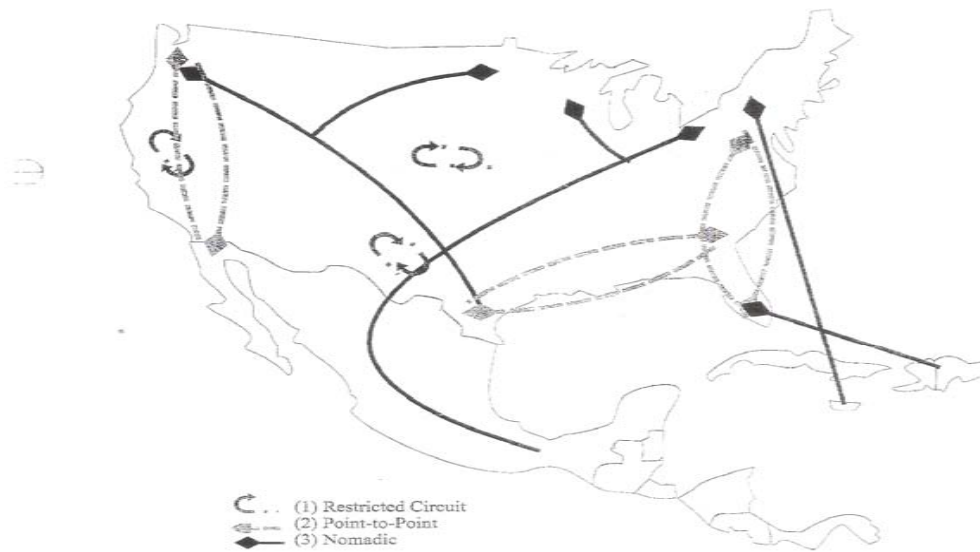 (1) Restricted Circuit
(2) Point-to-Point
(3) Nomadic